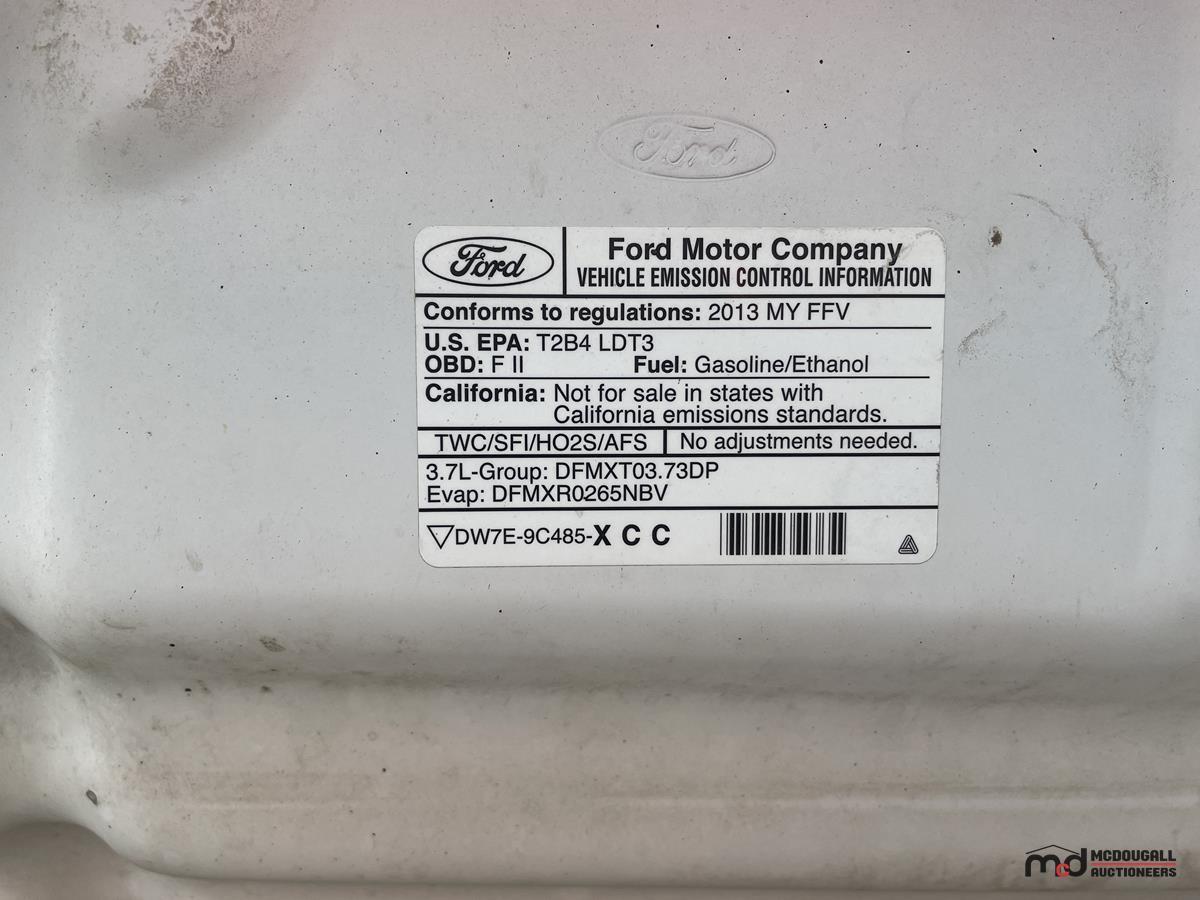 Ford
Ford
Ford Motor Company
VEHICLE EMISSION CONTROL INFORMATION
Conforms to regulations: 2013 MY FFV
U.S. EPA: T2B4 LDT3
OBD: F II Fuel: Gasoline/Ethanol
California: Not for sale in states with
California emissions standards.
TWC/SFI/HO2S/AFS No adjustments needed.
3.7L-Group: DFMXT03.73DP
Evap: DFMXR0265NBV
DW7E-9C485-X C C
mcd MCDOUGALL
AUCTIONEERS